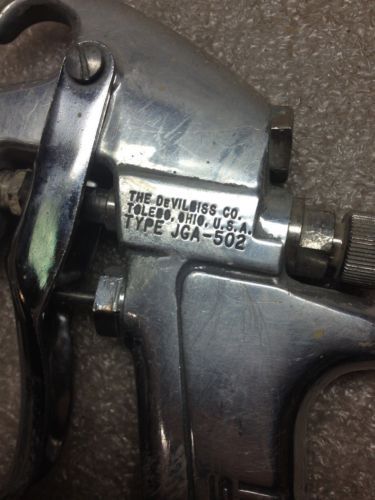 THE DEVILBISS CO.
TOLEDO, OHIO, U.S.A.
TYPE JGA-502